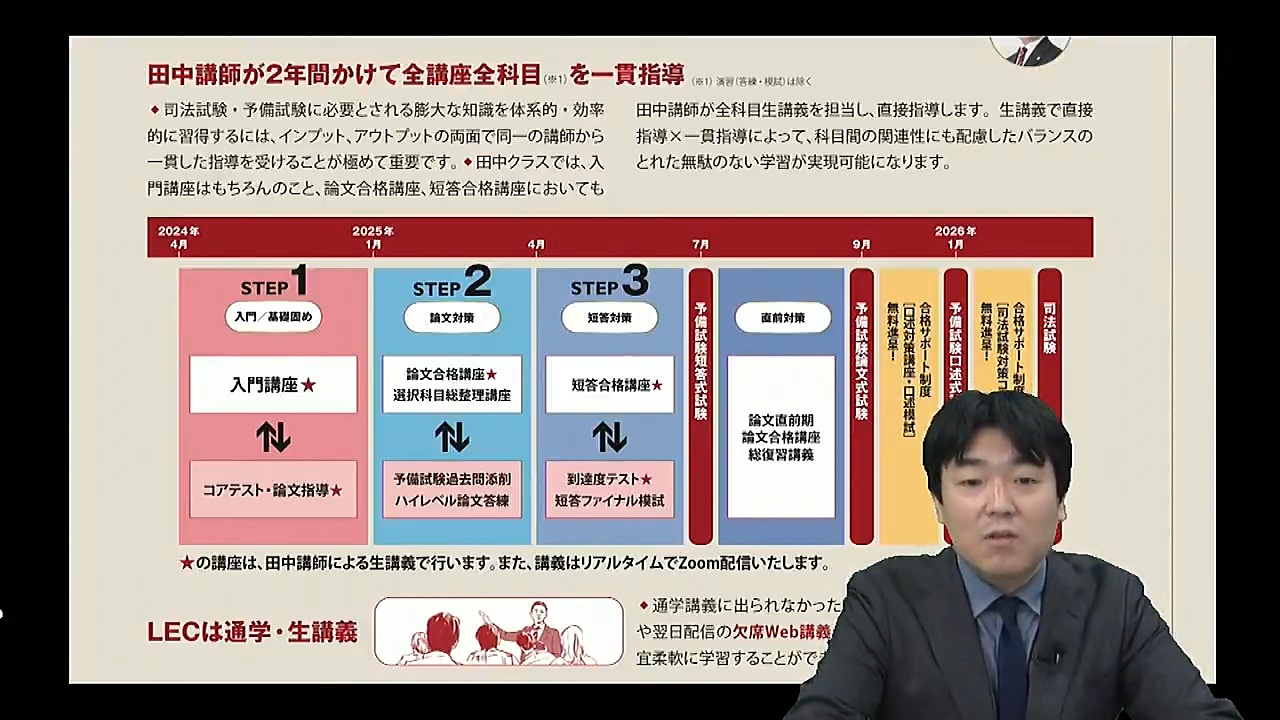 田中講師が2年間かけて全講座全科目(※1)を一貫指導 (※1) 演習(答練・模試)は除く
◆司法試験・予備試験に必要とされる膨大な知識を体系的・効率
的に習得するには、インプット、アウトプットの両面で同一の講師から
一貫した指導を受けることが極めて重要です。◆田中クラスでは、入
門講座はもちろんのこと、論文合格講座、短答合格講座においても
田中講師が全科目生講義を担当し、直接指導します。生講義で直接
指導×一貫指導によって、科目間の関連性にも配慮したバランスの
とれた無駄のない学習が実現可能になります。
2024年 2025年 2026年
4月 1月 4月 7月 9月 1月
STEP1
入門/基礎固め
入門講座★
コアテスト・論文指導★
STEP2
論文対策
論文合格講座★
選択科目総整理講座
予備試験過去問添削
ハイレベル論文答練
STEP3
短答対策
短答合格講座★
到達度テスト★
短答ファイナル模試
予備試験短答式試験
直前対策
論文直前期
論文合格講座
総復習講義
予備試験論文式試験
合格サポート制度
[口述対策講座・口述模試]
無料進呈!
予備試験口述式
合格サポート制度
[司法試験対策
無料進呈!
司法試験
★の講座は、田中講師による生講義で行います。また、講義はリアルタイムでZoom配信いたします。
LECは通学・生講義
◆通学講義に出られなかった
や翌日配信の欠席Web講義
宜柔軟に学習することがで